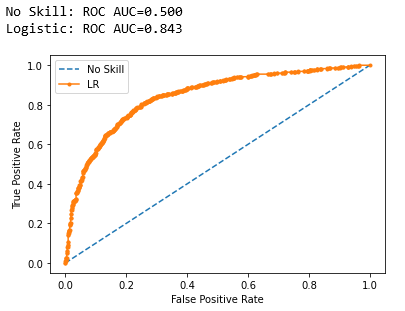 No Skill: ROC AUC=0.500
Logistic: ROC AUC=0.843
1.0
0.8
0.6
0.4
0.2
0.0
True Positive Rate
No Skill
LR
0.0 0.2 0.4 0.6 0.8 1.0
False Positive Rate